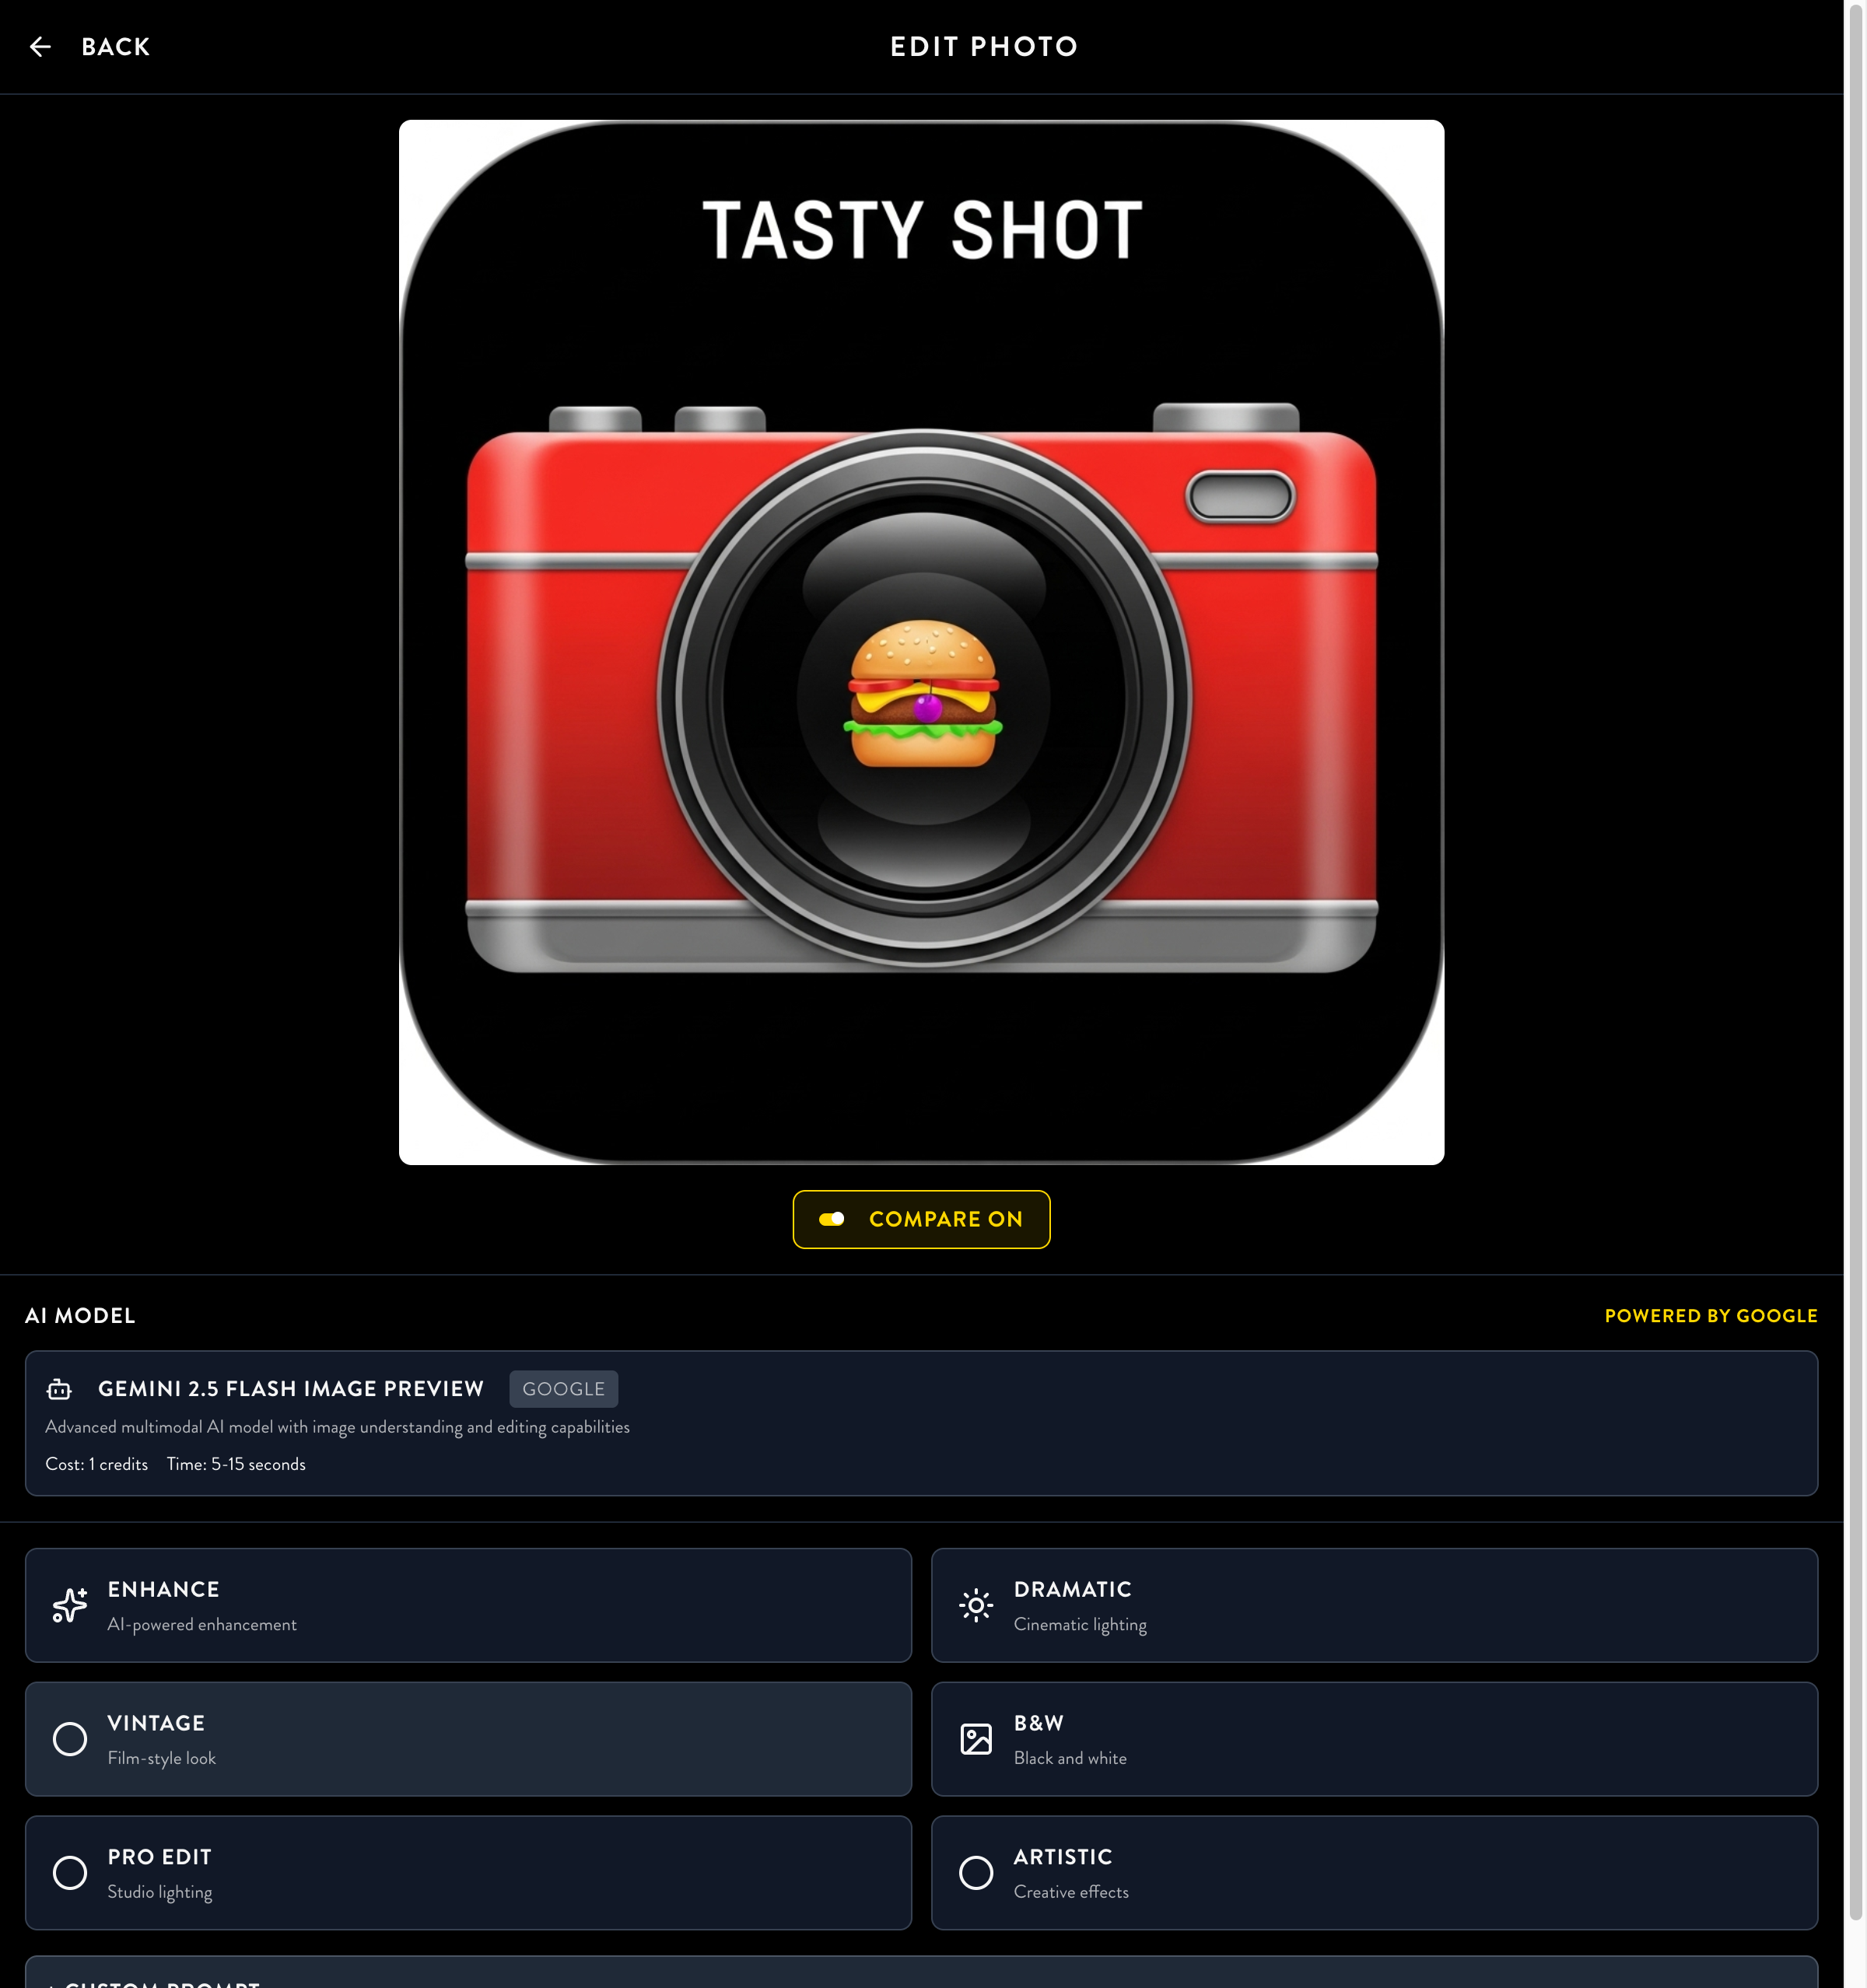 BACK
EDIT PHOTO
TASTY SHOT
COMPARE ON
AI MODEL
POWERED BY GOOGLE
GEMINI 2.5 FLASH IMAGE PREVIEW
GOOGLE
Advanced multimodal AI model with image understanding and editing capabilities
Cost: 1 credits
Time: 5-15 seconds
ENHANCE
AI-powered enhancement
DRAMATIC
Cinematic lighting
VINTAGE
Film-style look
B&W
Black and white
PRO EDIT
Studio lighting
ARTISTIC
Creative effects
CUSTOM PROMPT